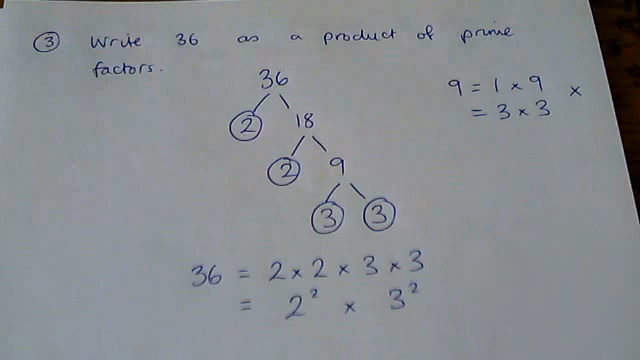 ③ Write 36 as a product of prime
factors.
36
2 18
2 9
3 3
9 = 1 × 9 ×
= 3 × 3
36 = 2 × 2 × 3 × 3
= 2² × 3²